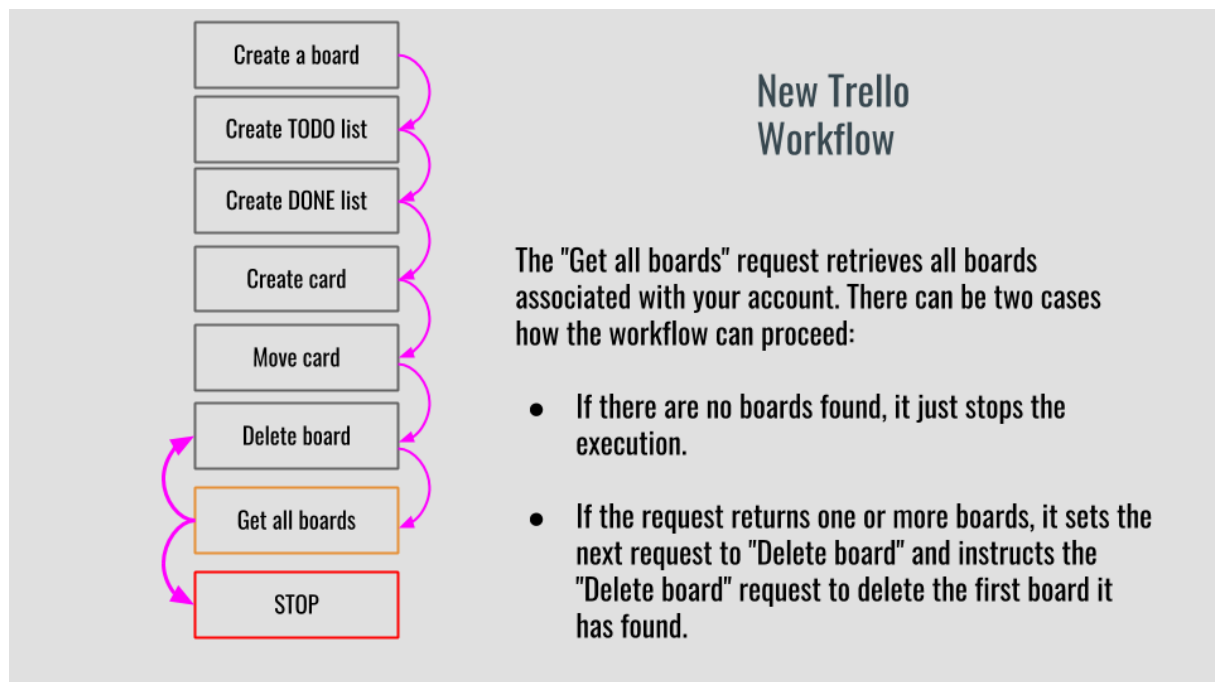 Create a board
Create TODO list
Create DONE list
Create card
Move card
Delete board
Get all boards
STOP
New Trello
Workflow
The "Get all boards" request retrieves all boards
associated with your account. There can be two cases
how the workflow can proceed:
● If there are no boards found, it just stops the
execution.
● If the request returns one or more boards, it sets the
next request to "Delete board" and instructs the
"Delete board" request to delete the first board it
has found.